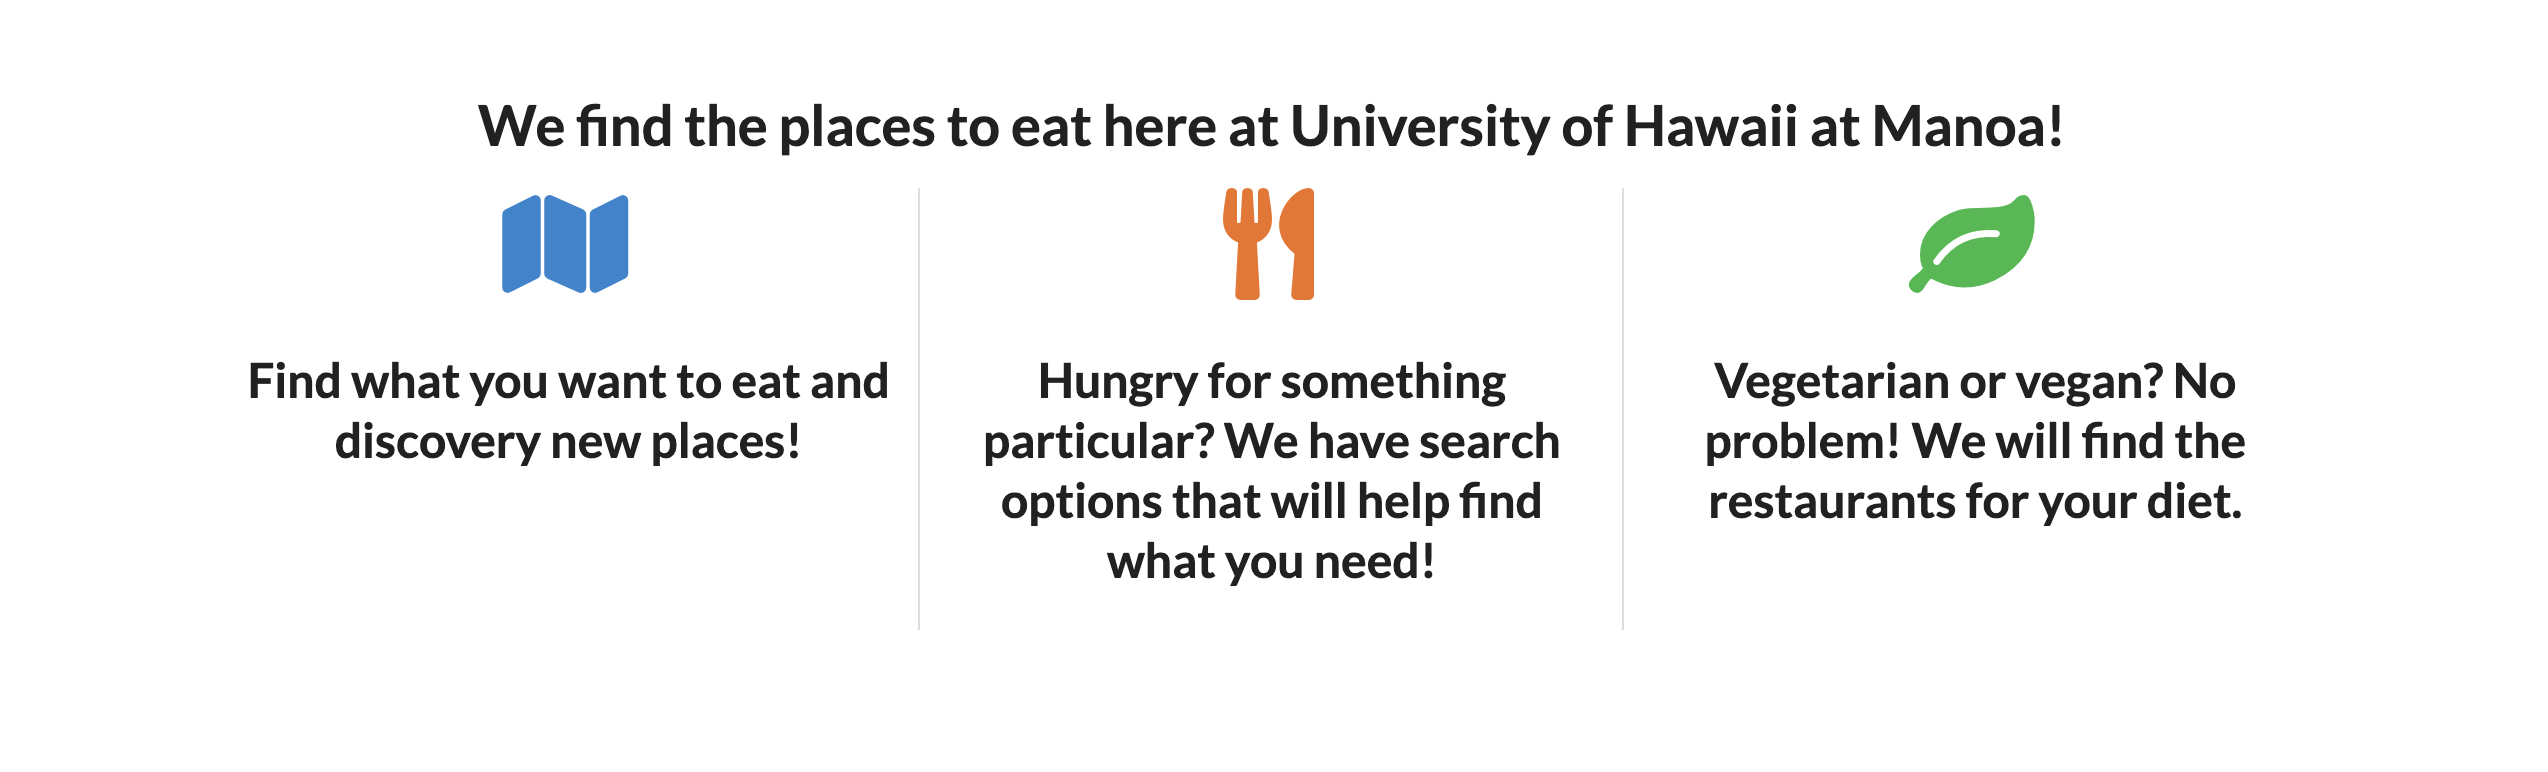 We find the places to eat here at University of Hawaii at Manoa!
Find what you want to eat and
discovery new places!
Hungry for something
particular? We have search
options that will help find
what you need!
Vegetarian or vegan? No
problem! We will find the
restaurants for your diet.